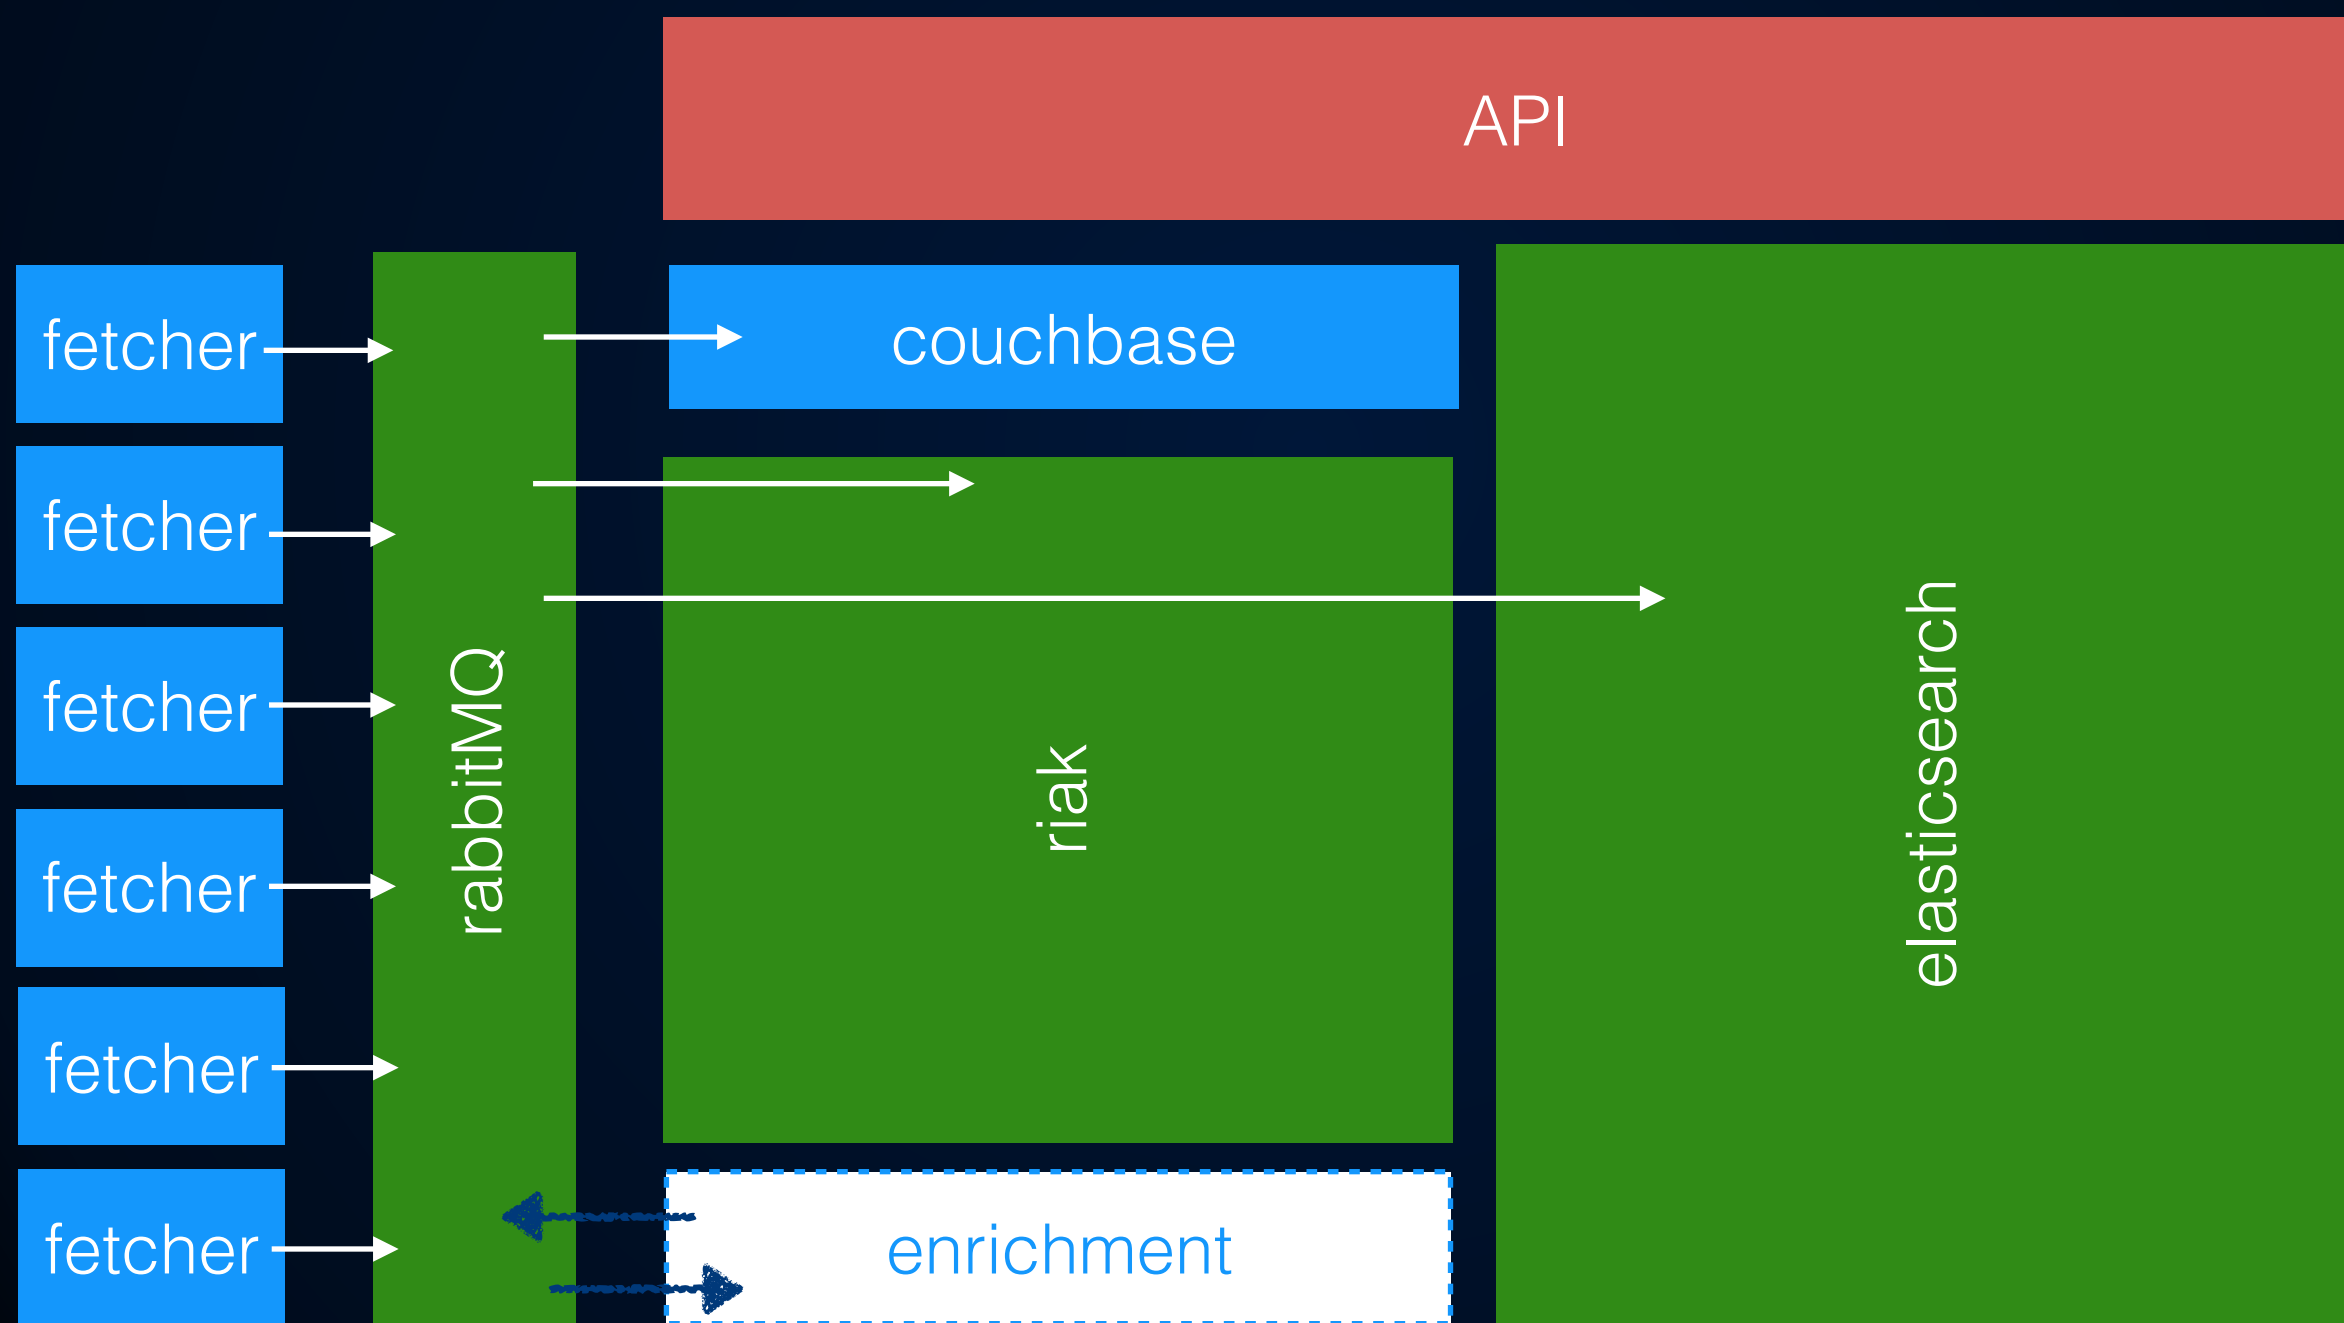 API
fetcher
couchbase
fetcher
fetcher
fetcher
fetcher
fetcher
rabbitMQ
riak
elasticsearch
enrichment